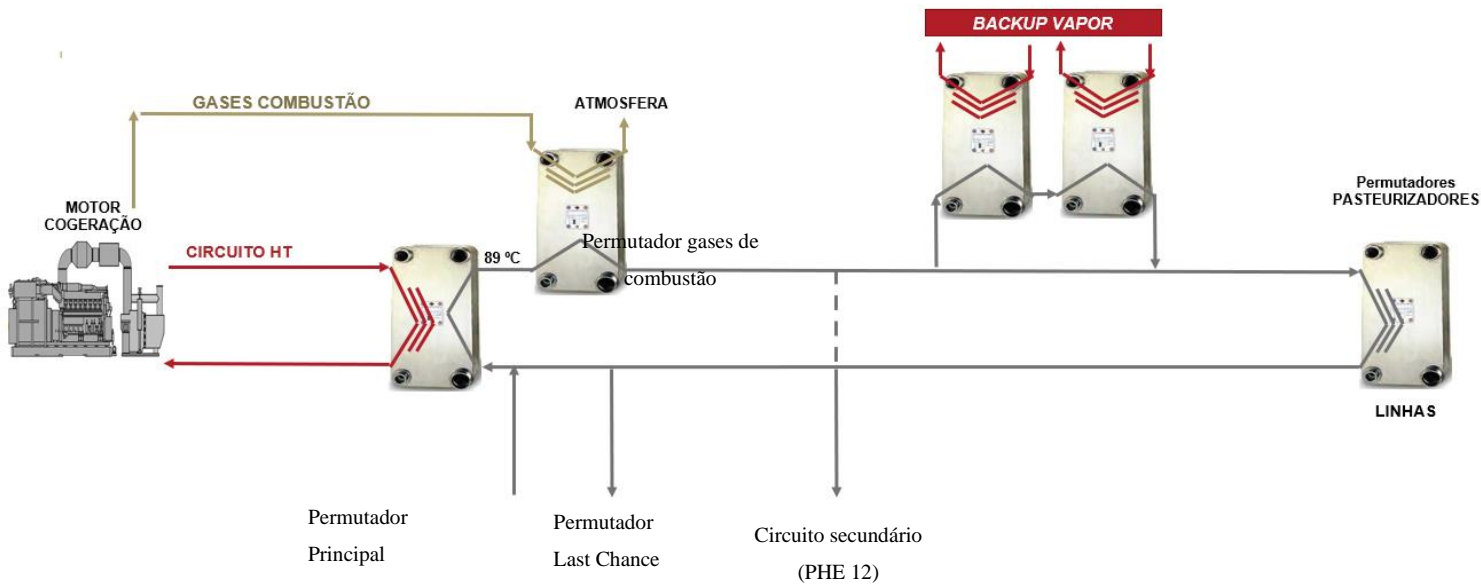 BACKUP VAPOR
GASES COMBUSTÃO
ATMOSFERA
MOTOR
COGERAÇÃO
CIRCUITO HT
89 ºC
Permutador gases de
combustão
Permutadores
PASTEURIZADORES
LINHAS
Permutador
Principal
Permutador
Last Chance
Circuito secundário
(PHE 12)